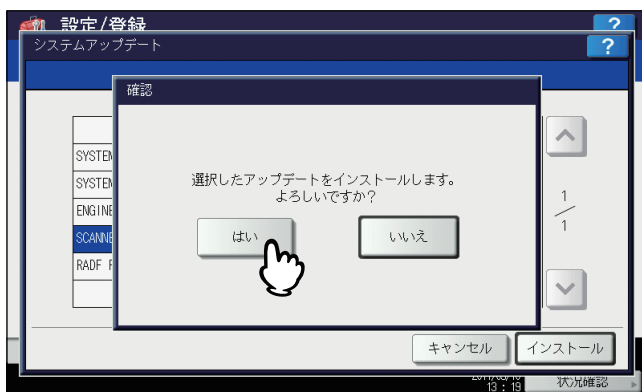 設定/登録
?
システムアップデート
?
確認
SYSTEM
SYSTEM
ENGINE
SCANNE
RADF F
選択したアップデートをインストールします。
よろしいですか?
はい
いいえ
1
1
キャンセル
インストール
13 : 19
状況確認